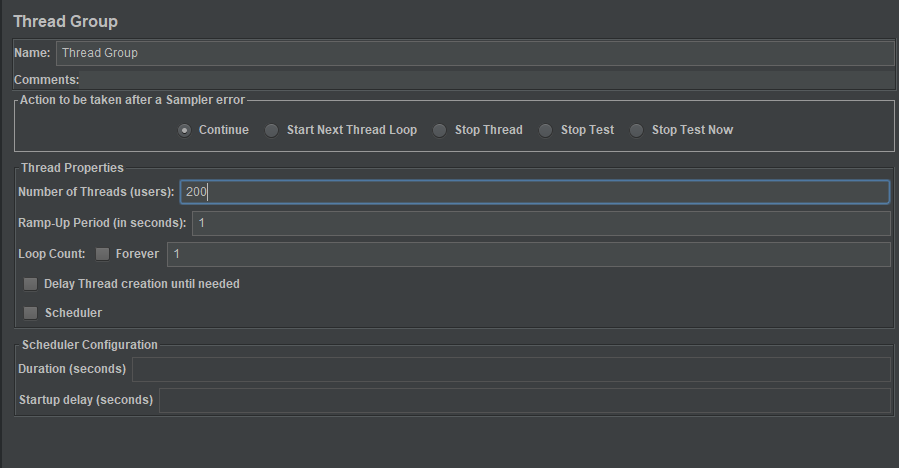 Thread Group
Name: Thread Group
Comments:
Action to be taken after a Sampler error
Continue Start Next Thread Loop Stop Thread Stop Test Stop Test Now
Thread Properties
Number of Threads (users): 200
Ramp-Up Period (in seconds): 1
Loop Count: Forever 1
Delay Thread creation until needed
Scheduler
Scheduler Configuration
Duration (seconds)
Startup delay (seconds)